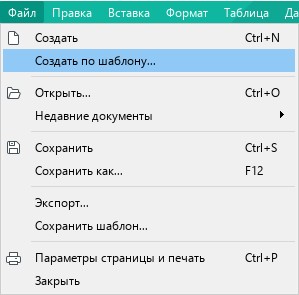 Файл Правка Вставка Формат Таблица Да
Создать Ctrl+N
Создать по шаблону...
Открыть... Ctrl+O
Недавние документы
Сохранить Ctrl+S
Сохранить как... F12
Экспорт...
Сохранить шаблон...
Параметры страницы и печать Ctrl+P
Закрыть